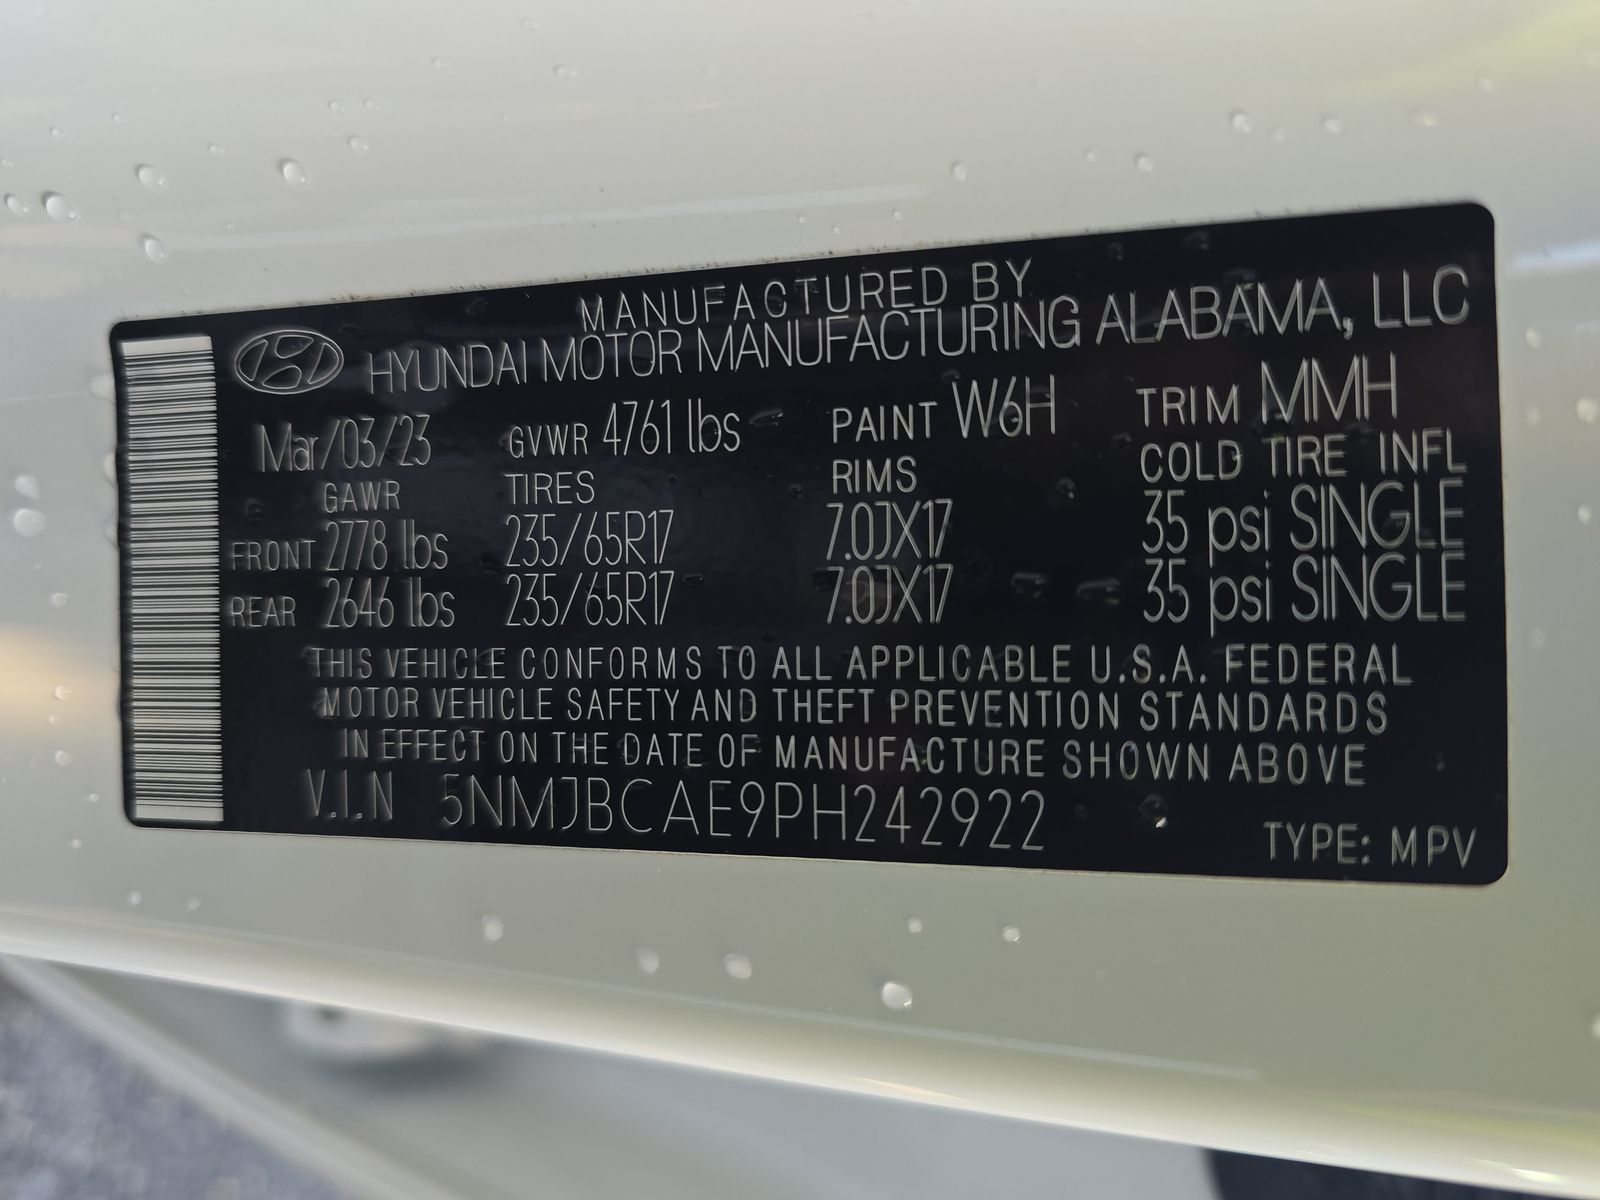 MANUFACTURED BY
HYUNDAI MOTOR MANUFACTURING ALABAMA, LLC
Mar/03/23 GVWR 4761 lbs PAINT W6H TRIM MMH
GAWR TIRES RIMS COLD TIRE INFL
FRONT 2778 lbs 235/65R17 7.0JX17 35 psi SINGLE
REAR 2646 lbs 235/65R17 7.0JX17 35 psi SINGLE
THIS VEHICLE CONFORMS TO ALL APPLICABLE U.S.A. FEDERAL
MOTOR VEHICLE SAFETY AND THEFT PREVENTION STANDARDS
IN EFFECT ON THE DATE OF MANUFACTURE SHOWN ABOVE
V.I.N 5NMJBCAE9PH242922
TYPE: MPV